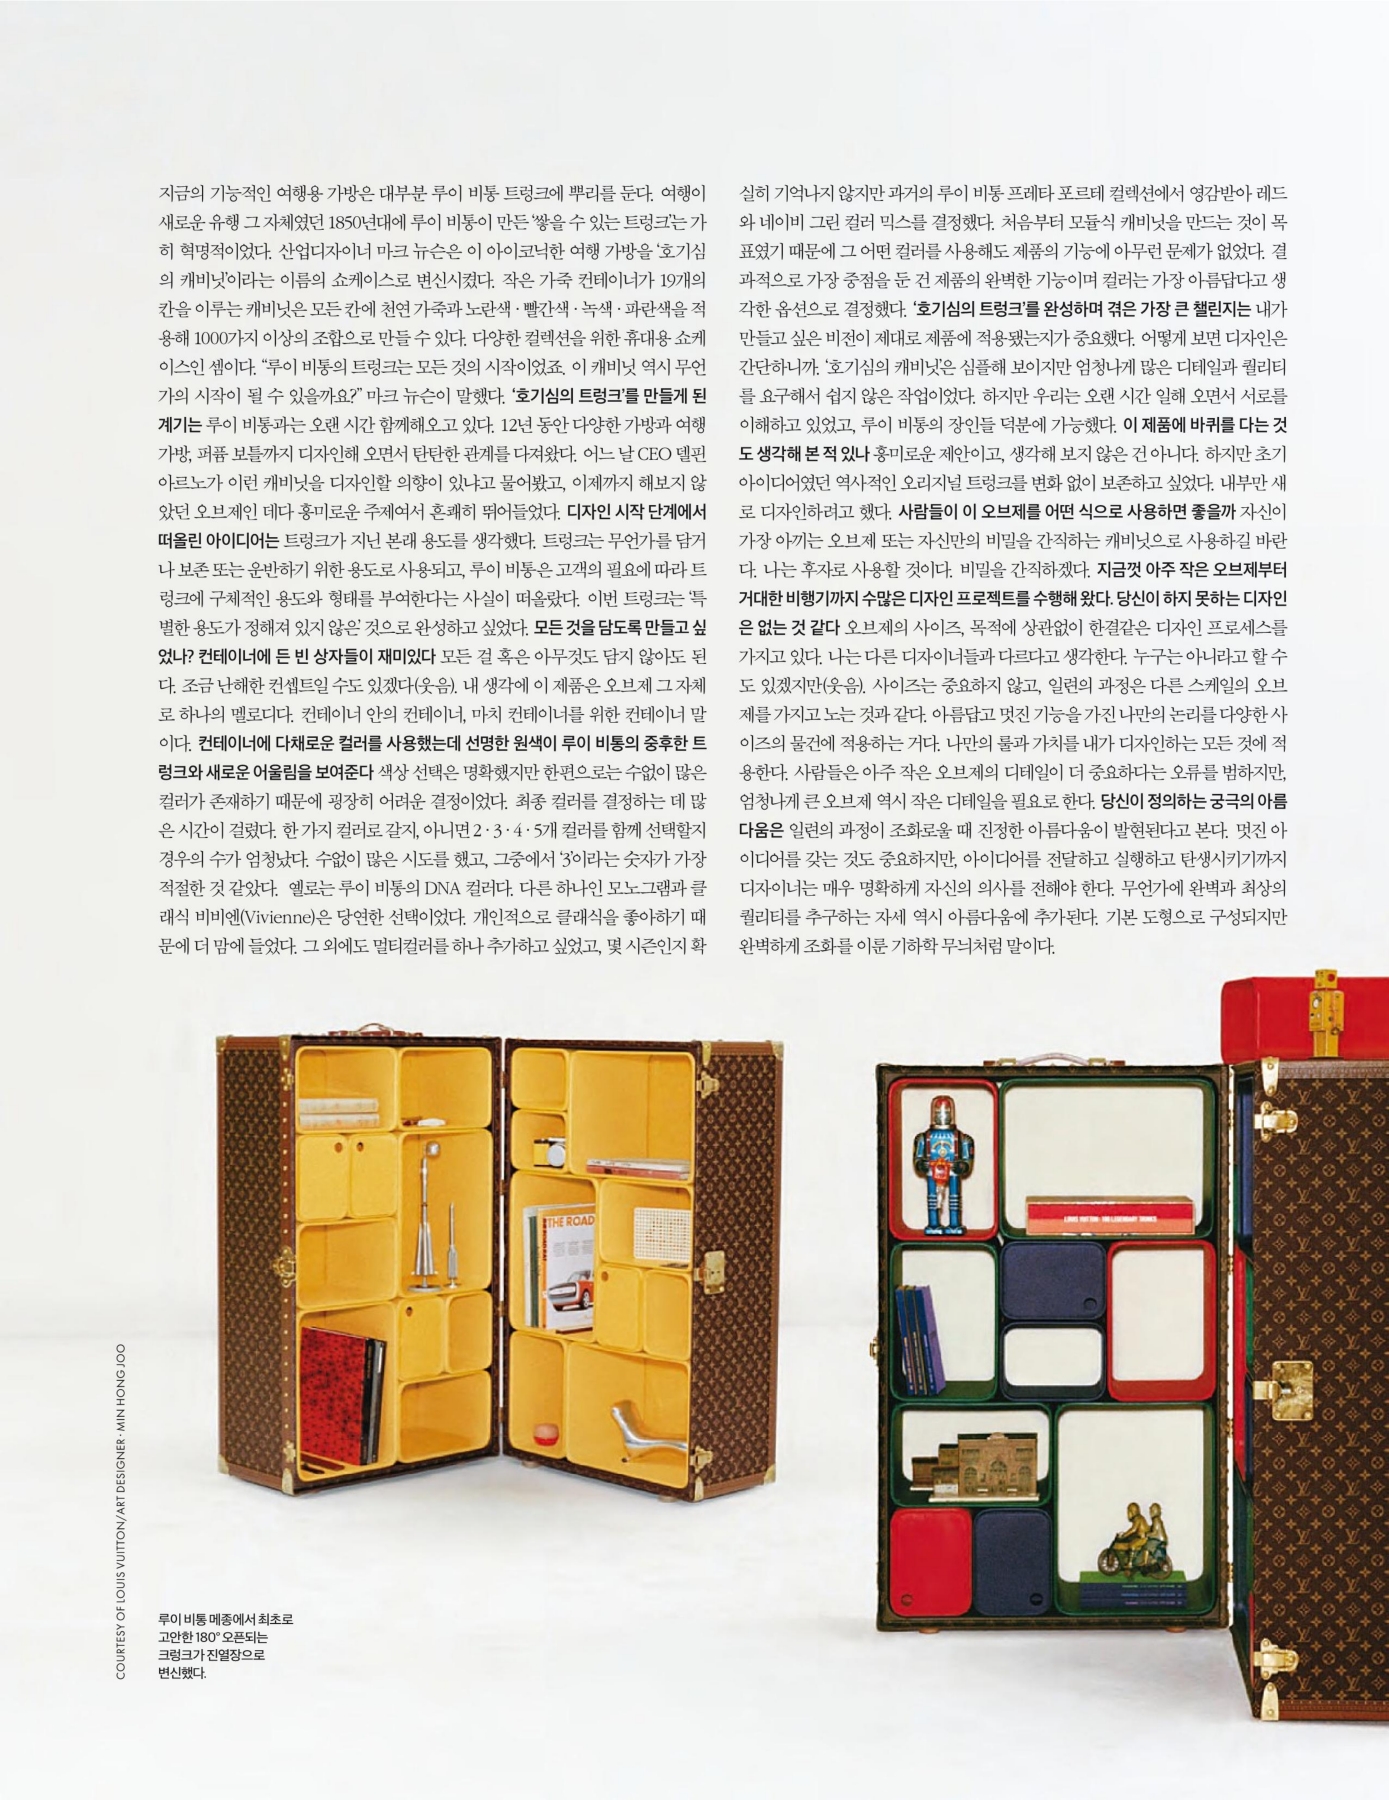 지금의 기능적인 여행용 가방은 대부분 루이 비통 트렁크에 뿌리를 둔다. 여행이
새로운 유행 그 자체였던 1850년대에 루이 비통이 만든 ‘쌓을 수 있는 트렁크’는 가
히 혁명적이었다. 산업디자이너 마크 뉴슨은 이 아이코닉한 여행 가방을 ‘호기심
의 캐비닛’이라는 이름의 쇼케이스로 변신시켰다. 작은 가죽 컨테이너가 19개의
칸을 이루는 캐비닛은 모든 칸에 천연 가죽과 노란색 · 빨간색 · 녹색 · 파란색을 적
용해 1000가지 이상의 조합으로 만들 수 있다. 다양한 컬렉션을 위한 휴대용 쇼케
이스인 셈이다. “루이 비통의 트렁크는 모든 것의 시작이었죠. 이 캐비닛 역시 무언
가의 시작이 될 수 있을까요?” 마크 뉴슨이 말했다. ‘호기심의 트렁크’를 만들게 된
계기는 루이 비통과는 오랜 시간 함께해오고 있다. 12년 동안 다양한 가방과 여행
가방, 퍼퓸 보틀까지 디자인해 오면서 탄탄한 관계를 다져왔다. 어느 날 CEO 델핀
아르노가 이런 캐비닛을 디자인할 의향이 있냐고 물어봤고, 이제까지 해보지 않
았던 오브제인 데다 흥미로운 주제여서 흔쾌히 뛰어들었다. 디자인 시작 단계에서
떠올린 아이디어는 트렁크가 지닌 본래 용도를 생각했다. 트렁크는 무언가를 담거
나 보존 또는 운반하기 위한 용도로 사용되고, 루이 비통은 고객의 필요에 따라 트
렁크에 구체적인 용도와 형태를 부여한다는 사실이 떠올랐다. 이번 트렁크는 ‘특
별한 용도가 정해져 있지 않은’ 것으로 완성하고 싶었다. 모든 것을 담도록 만들고 싶
었나? 컨테이너에 든 빈 상자들이 재미있다 모든 걸 혹은 아무것도 담지 않아도 된
다. 조금 난해한 컨셉트일 수도 있겠다(웃음). 내 생각에 이 제품은 오브제 그 자체
로 하나의 멜로디다. 컨테이너 안의 컨테이너, 마치 컨테이너를 위한 컨테이너 말
이다. 컨테이너에 다채로운 컬러를 사용했는데 선명한 원색이 루이 비통의 중후한 트
렁크와 새로운 어울림을 보여준다 색상 선택은 명확했지만 한편으로는 수없이 많은
컬러가 존재하기 때문에 굉장히 어려운 결정이었다. 최종 컬러를 결정하는 데 많
은 시간이 걸렸다. 한 가지 컬러로 갈지, 아니면 2 · 3 · 4 · 5개 컬러를 함께 선택할지
경우의 수가 엄청났다. 수없이 많은 시도를 했고, 그중에서 ‘3’이라는 숫자가 가장
적절한 것 같았다. 옐로는 루이 비통의 DNA 컬러다. 다른 하나인 모노그램과 클
래식 비비엔(Vivienne)은 당연한 선택이었다. 개인적으로 클래식을 좋아하기 때
문에 더 맘에 들었다. 그 외에도 멀티컬러를 하나 추가하고 싶었고, 몇 시즌인지 확
실히 기억나지 않지만 과거의 루이 비통 프레타 포르테 컬렉션에서 영감받아 레드
와 네이비 그린 컬러 믹스를 결정했다. 처음부터 모듈식 캐비닛을 만드는 것이 목
표였기 때문에 그 어떤 컬러를 사용해도 제품의 기능에 아무런 문제가 없었다. 결
과적으로 가장 중점을 둔 건 제품의 완벽한 기능이며 컬러는 가장 아름답다고 생
각한 옵션으로 결정했다. ‘호기심의 트렁크’를 완성하며 겪은 가장 큰 챌린지는 내가
만들고 싶은 비전이 제대로 제품에 적용됐는지가 중요했다. 어떻게 보면 디자인은
간단하니까. ‘호기심의 캐비닛’은 심플해 보이지만 엄청나게 많은 디테일과 퀄리티
를 요구해서 쉽지 않은 작업이었다. 하지만 우리는 오랜 시간 일해 오면서 서로를
이해하고 있었고, 루이 비통의 장인들 덕분에 가능했다. 이 제품에 바퀴를 다는 것
도 생각해 본 적 있나 흥미로운 제안이고, 생각해 보지 않은 건 아니다. 하지만 초기
아이디어였던 역사적인 오리지널 트렁크를 변화 없이 보존하고 싶었다. 내부만 새
로 디자인하려고 했다. 사람들이 이 오브제를 어떤 식으로 사용하면 좋을까 자신이
가장 아끼는 오브제 또는 자신만의 비밀을 간직하는 캐비닛으로 사용하길 바란
다. 나는 후자로 사용할 것이다. 비밀을 간직하겠다. 지금껏 아주 작은 오브제부터
거대한 비행기까지 수많은 디자인 프로젝트를 수행해 왔다. 당신이 하지 못하는 디자인
은 없는 것 같다 오브제의 사이즈, 목적에 상관없이 한결같은 디자인 프로세스를
가지고 있다. 나는 다른 디자이너들과 다르다고 생각한다. 누구는 아니라고 할 수
도 있겠지만(웃음). 사이즈는 중요하지 않고, 일련의 과정은 다른 스케일의 오브
제를 가지고 노는 것과 같다. 아름답고 멋진 기능을 가진 나만의 논리를 다양한 사
이즈의 물건에 적용하는 거다. 나만의 룰과 가치를 내가 디자인하는 모든 것에 적
용한다. 사람들은 아주 작은 오브제의 디테일이 더 중요하다는 오류를 범하지만,
엄청나게 큰 오브제 역시 작은 디테일을 필요로 한다. 당신이 정의하는 궁극의 아름
다움은 일련의 과정이 조화로울 때 진정한 아름다움이 발현된다고 본다. 멋진 아
이디어를 갖는 것도 중요하지만, 아이디어를 전달하고 실행하고 탄생시키기까지
디자이너는 매우 명확하게 자신의 의사를 전해야 한다. 무언가에 완벽과 최상의
퀄리티를 추구하는 자세 역시 아름다움에 추가된다. 기본 도형으로 구성되지만
완벽하게 조화를 이룬 기하학 무늬처럼 말이다.
THE ROAD
LOUIS VUITTON: 100 LEGENDARY TRUNKS
COURTESY OF LOUIS VUITTON/ART DESIGNER · MIN HONG JOO
루이 비통 메종에서 최초로
고안한 180° 오픈되는
크렁크가 진열장으로
변신했다.